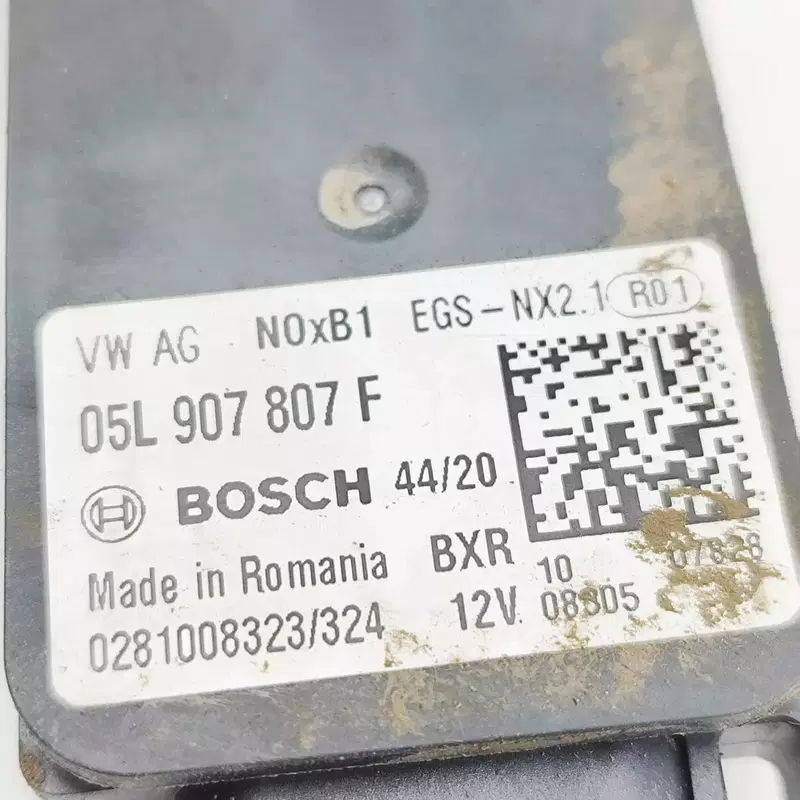 VW AG NOxB1 EGS-NX2.1 R01
05L 907 807 F
BOSCH 44/20
Made in Romania BXR 10 07828
0281008323/324 12V 08305